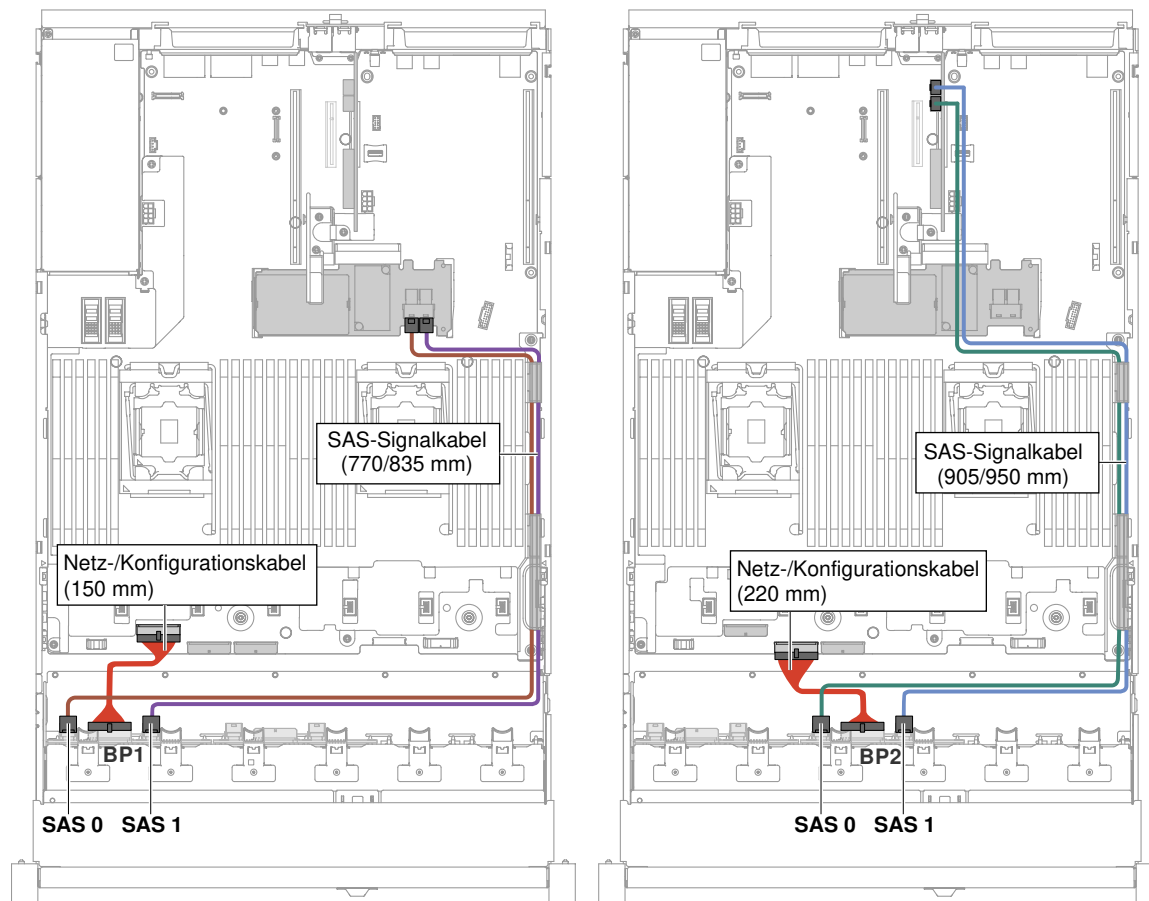 SAS-Signalkabel
(770/835 mm)
Netz-/Konfigurationskabel
(150 mm)
BP1
SAS 0
SAS 1
SAS-Signalkabel
(905/950 mm)
Netz-/Konfigurationskabel
(220 mm)
BP2
SAS 0
SAS 1